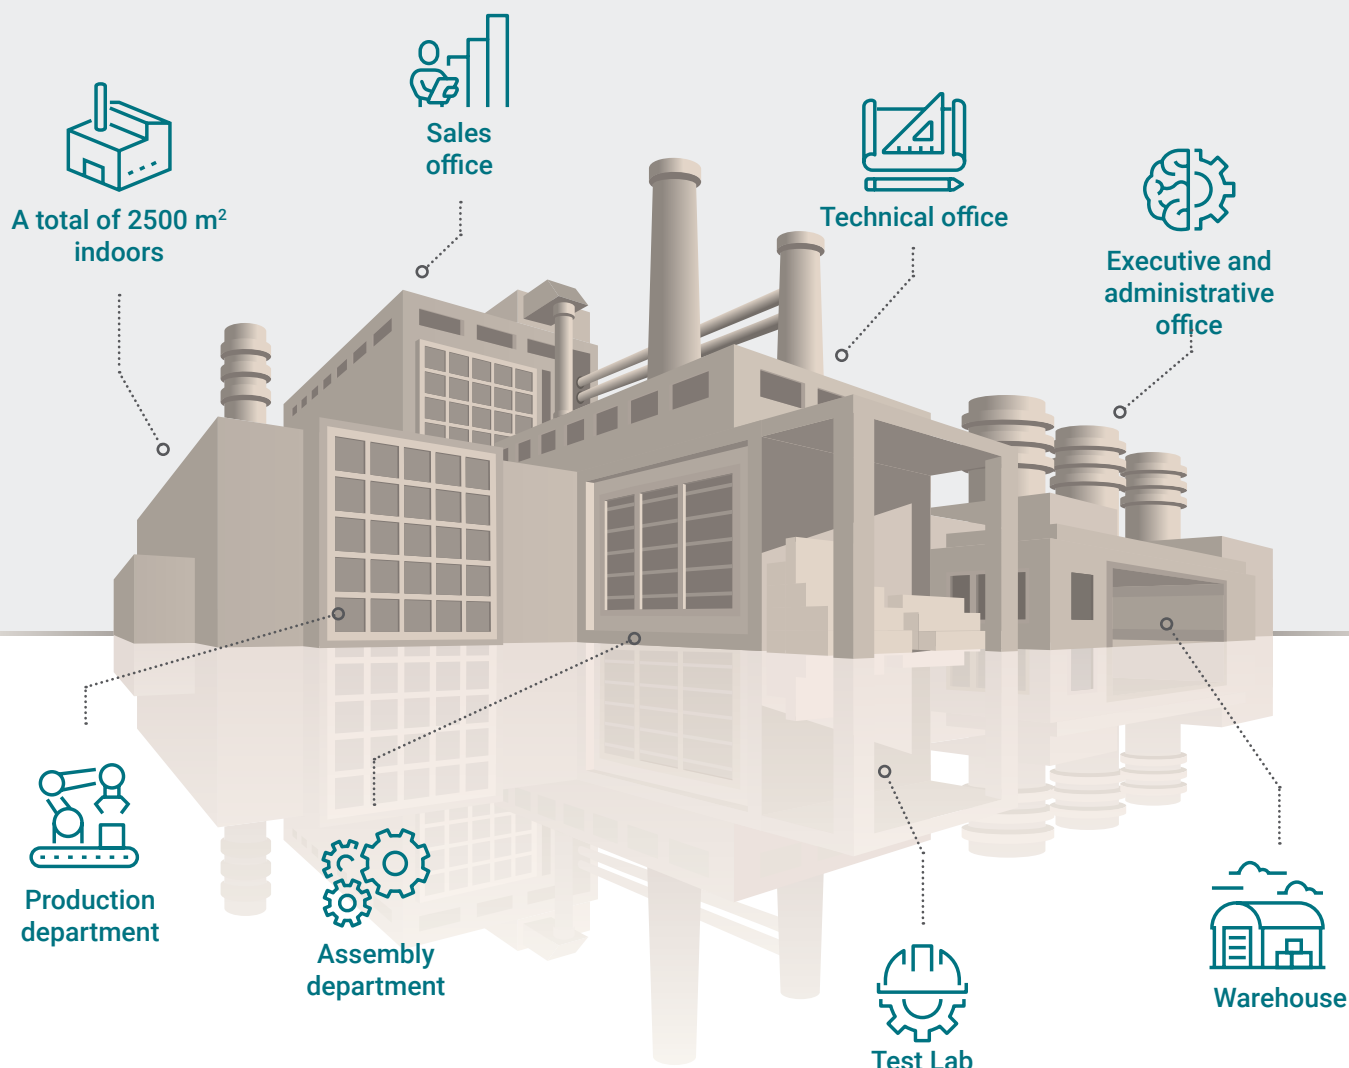 Sales
office
A total of 2500 m²
indoors
Technical office
Executive and
administrative
office
Production
department
Assembly
department
Warehouse
Test Lab